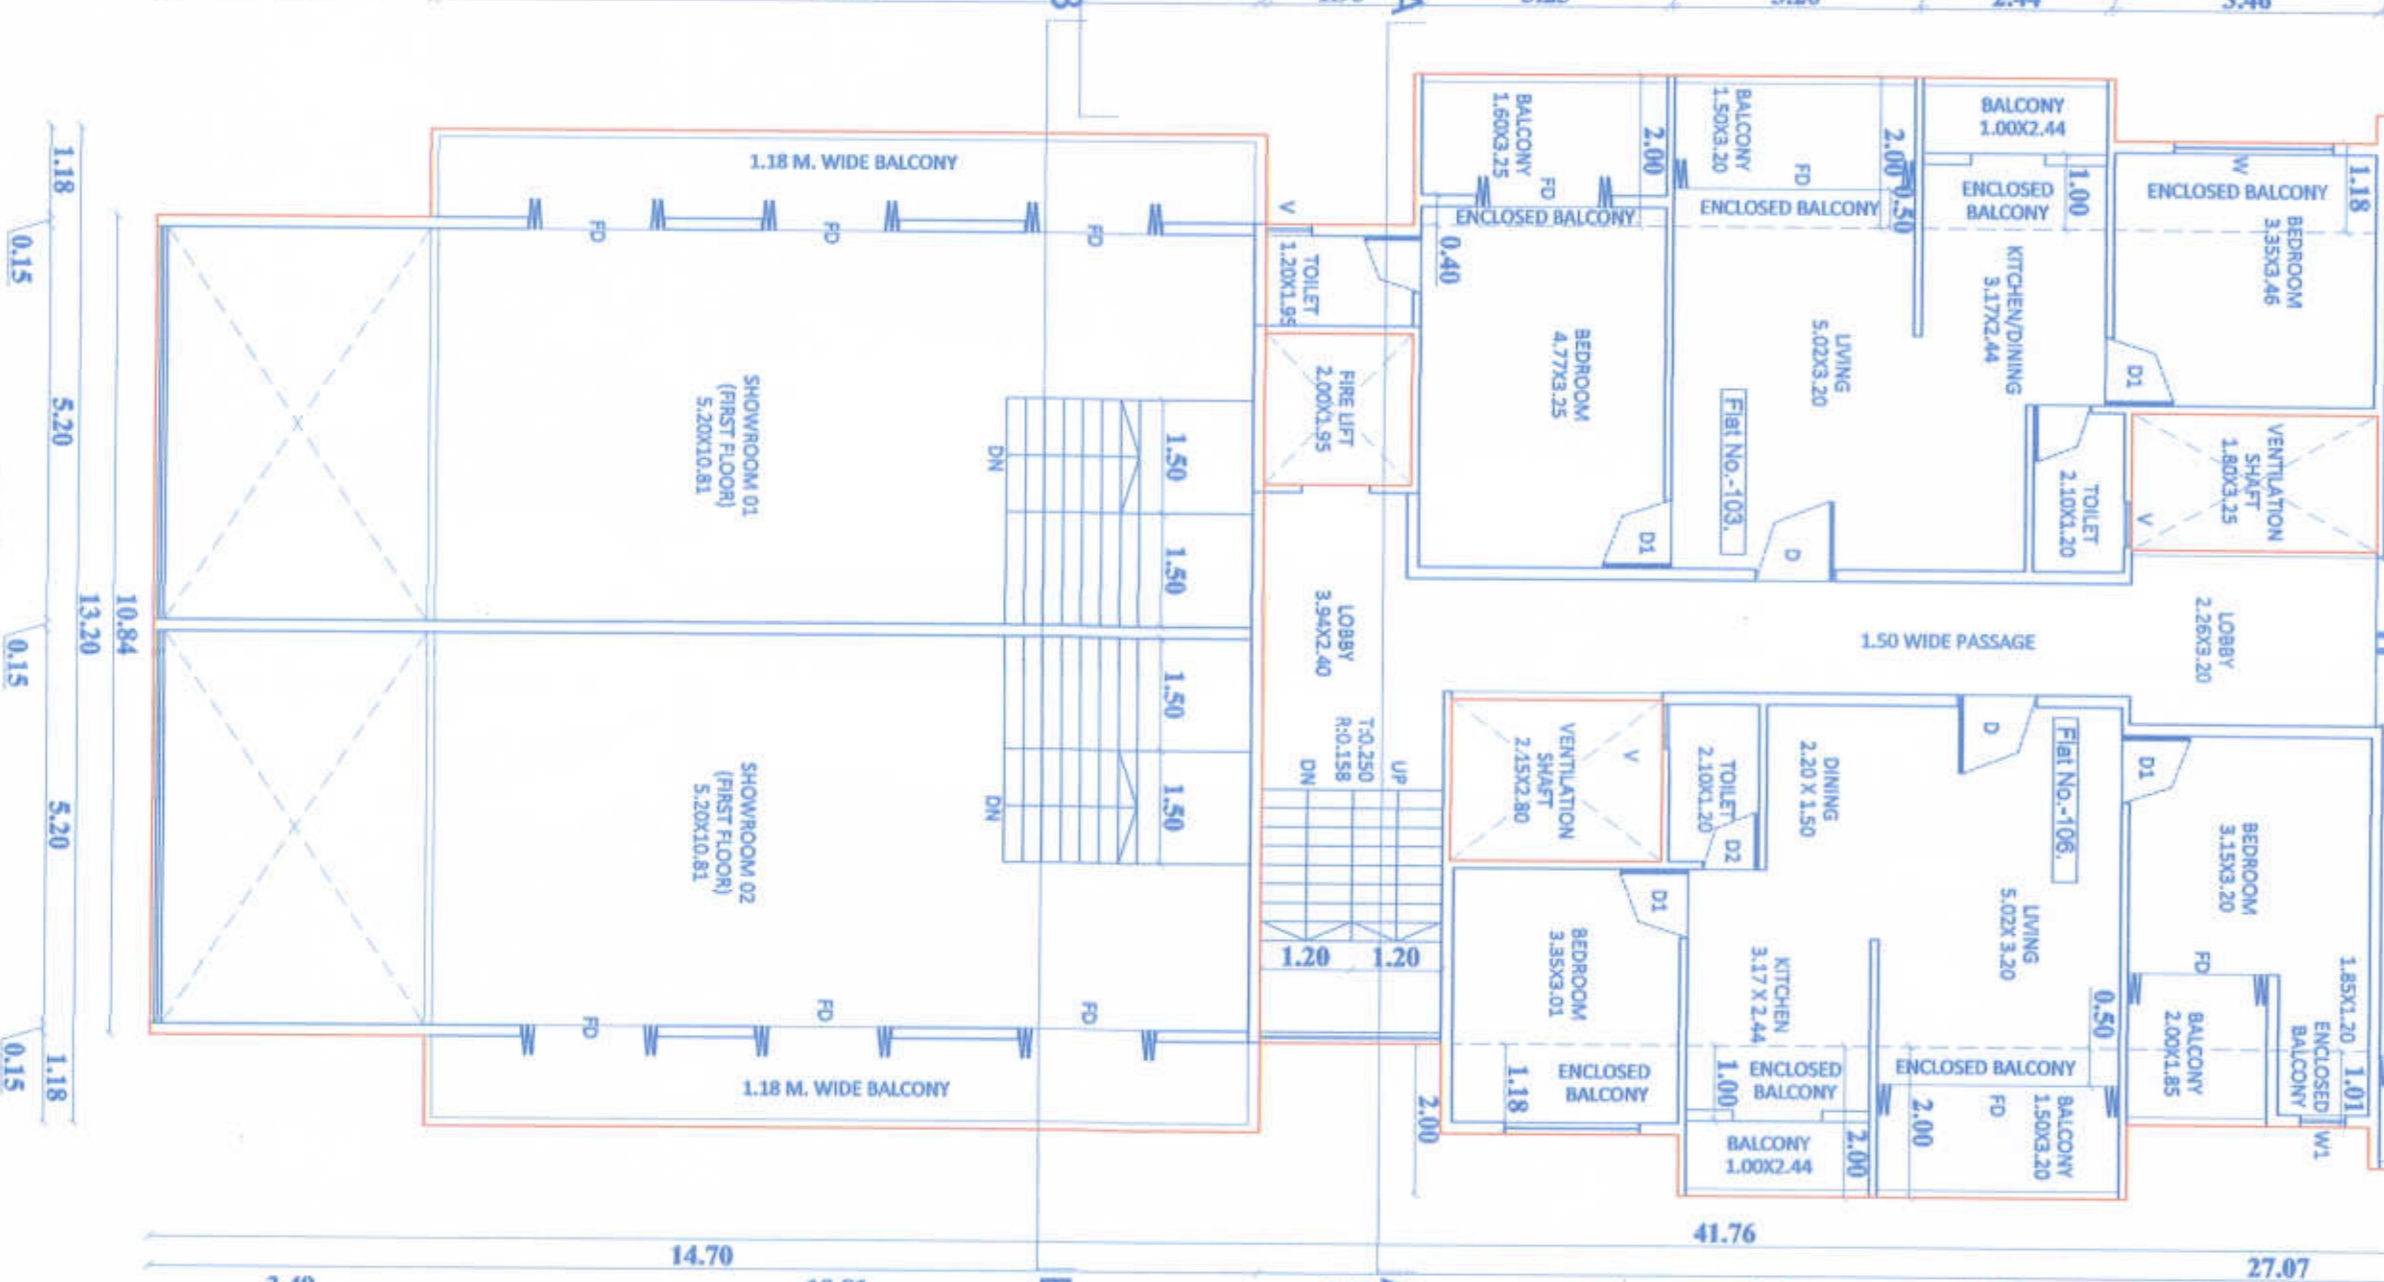 3.20
2.44
3.46
1.18 M. WIDE BALCONY
FD
FD
FD
V
TOILET
1.20X1.95
BALCONY
1.60X3.25
FD
2.00
BALCONY
1.50X3.20
FD
2.00
0.50
BALCONY
1.00X2.44
ENCLOSED
BALCONY
1.00
W
ENCLOSED BALCONY
1.18
ENCLOSED BALCONY
ENCLOSED BALCONY
0.40
BEDROOM
3.35X3.46
KITCHEN/DINING
3.17X2.44
LIVING
5.02X3.20
BEDROOM
4.77X3.25
FIRE LIFT
2.00X1.95
Flat No.-103.
D1
D1
D
TOILET
2.10X1.20
VENTILATION
SHAFT
1.80X3.25
V
SHOWROOM 01
(FIRST FLOOR)
5.20X10.81
DN
1.50
1.50
1.50
1.50
DN
SHOWROOM 02
(FIRST FLOOR)
5.20X10.81
LOBBY
3.94X2.40
T:0.250
R:0.158
UP
DN
1.50 WIDE PASSAGE
LOBBY
2.26X3.20
VENTILATION
SHAFT
2.15X2.80
V
TOILET
2.10X1.20
D2
DINING
2.20 X 1.50
D
Flat No.-106.
D1
BEDROOM
3.15X3.20
LIVING
5.02X 3.20
KITCHEN
3.17 X 2.44
D1
BEDROOM
3.35X3.01
1.20
1.20
FD
FD
FD
1.18 M. WIDE BALCONY
1.18
ENCLOSED
BALCONY
1.00
ENCLOSED
BALCONY
ENCLOSED BALCONY
0.50
FD
BALCONY
2.00X1.85
1.85X1.20
ENCLOSED
BALCONY
1.01
W1
2.00
BALCONY
1.00X2.44
2.00
2.00
FD
BALCONY
1.50X3.20
1.18
0.15
5.20
10.84
13.20
0.15
5.20
1.18
0.15
41.76
14.70
27.07